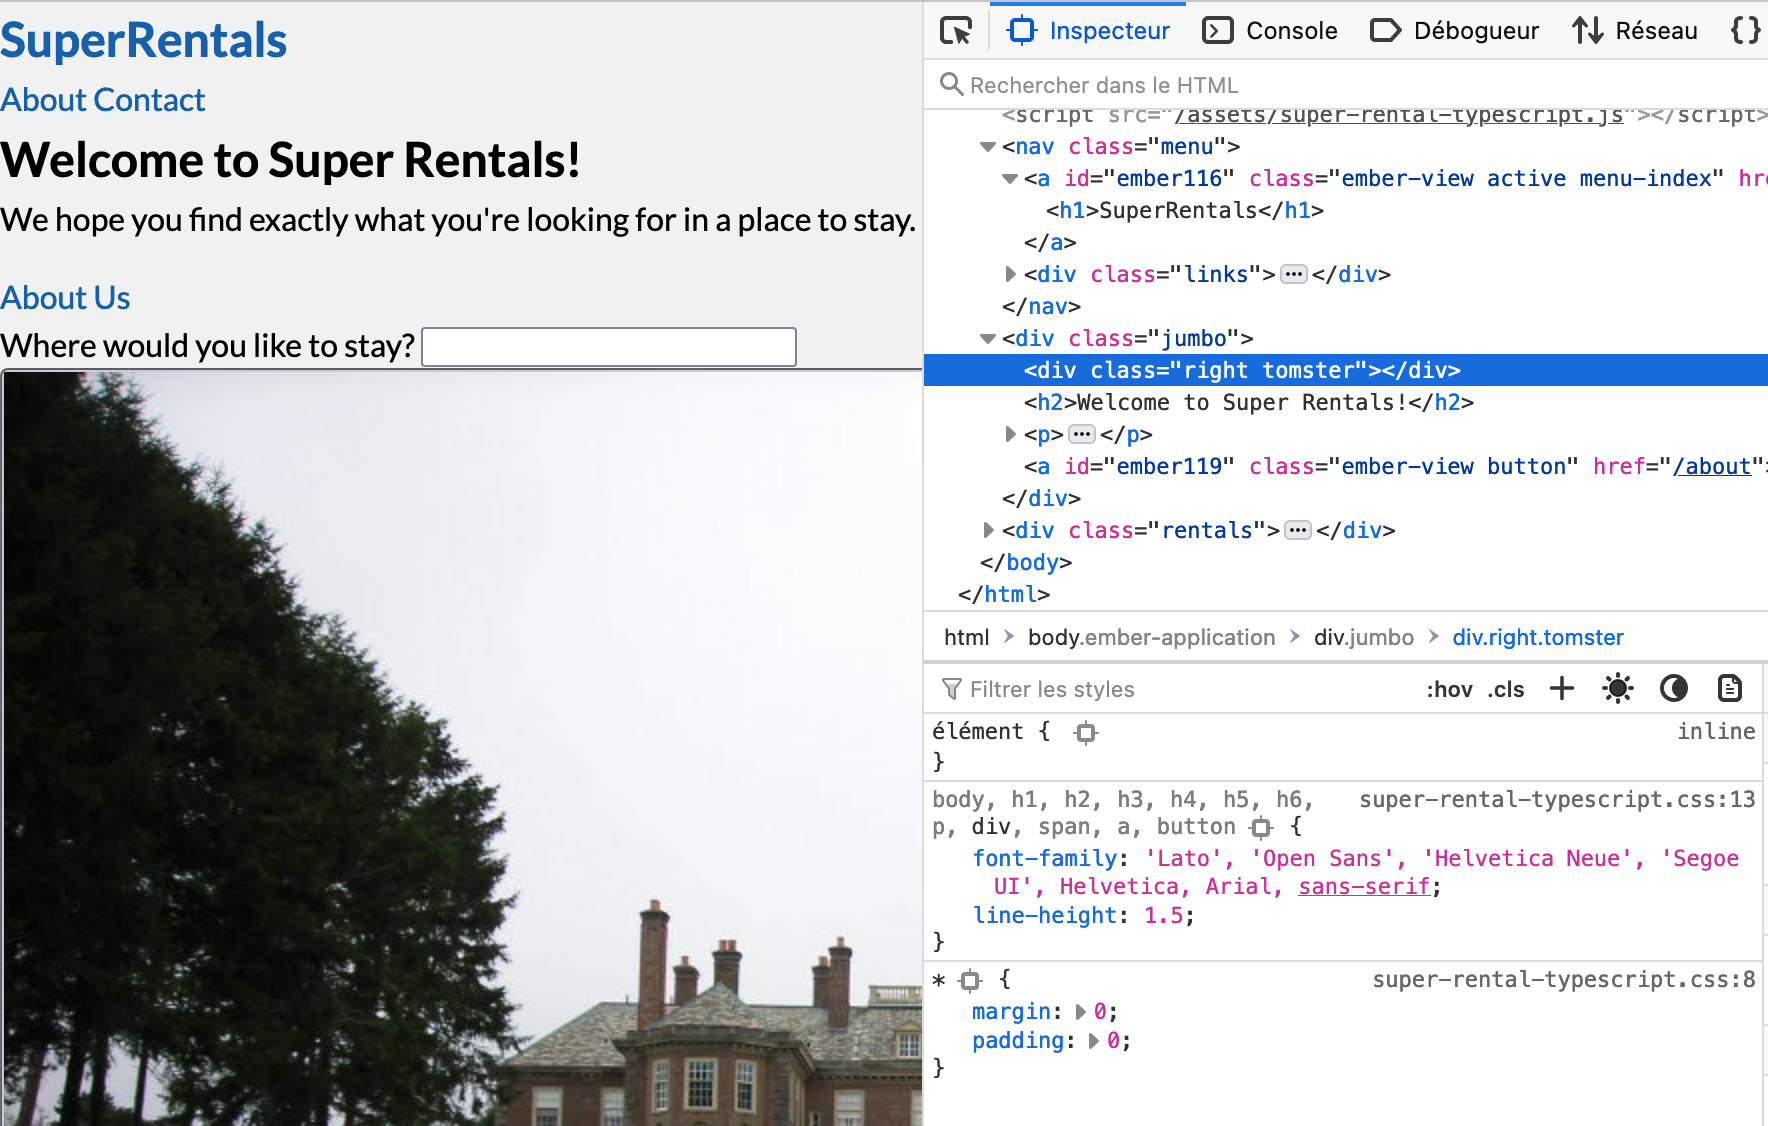 SuperRentals
About Contact
Welcome to Super Rentals!
We hope you find exactly what you're looking for in a place to stay.
About Us
Where would you like to stay?
Inspecteur
Console
Débogueur
Réseau
Rechercher dans le HTML
<script src="/assets/super-rental-typescript.js"></script>
<nav class="menu">
<a id="ember116" class="ember-view active menu-index" hre
<h1>SuperRentals</h1>
</a>
<div class="links"></div>
</nav>
<div class="jumbo">
<div class="right tomster"></div>
<h2>Welcome to Super Rentals!</h2>
<p></p>
<a id="ember119" class="ember-view button" href="/about">
</div>
<div class="rentals"></div>
</body>
</html>
html > body.ember-application > div.jumbo > div.right.tomster
Filtrer les styles
:hov .cls +
élément {
inline
}
body, h1, h2, h3, h4, h5, h6,
super-rental-typescript.css:13
p, div, span, a, button {
font-family: 'Lato', 'Open Sans', 'Helvetica Neue', 'Segoe
UI', Helvetica, Arial, sans-serif;
line-height: 1.5;
}
* {
super-rental-typescript.css:8
margin: 0;
padding: 0;
}